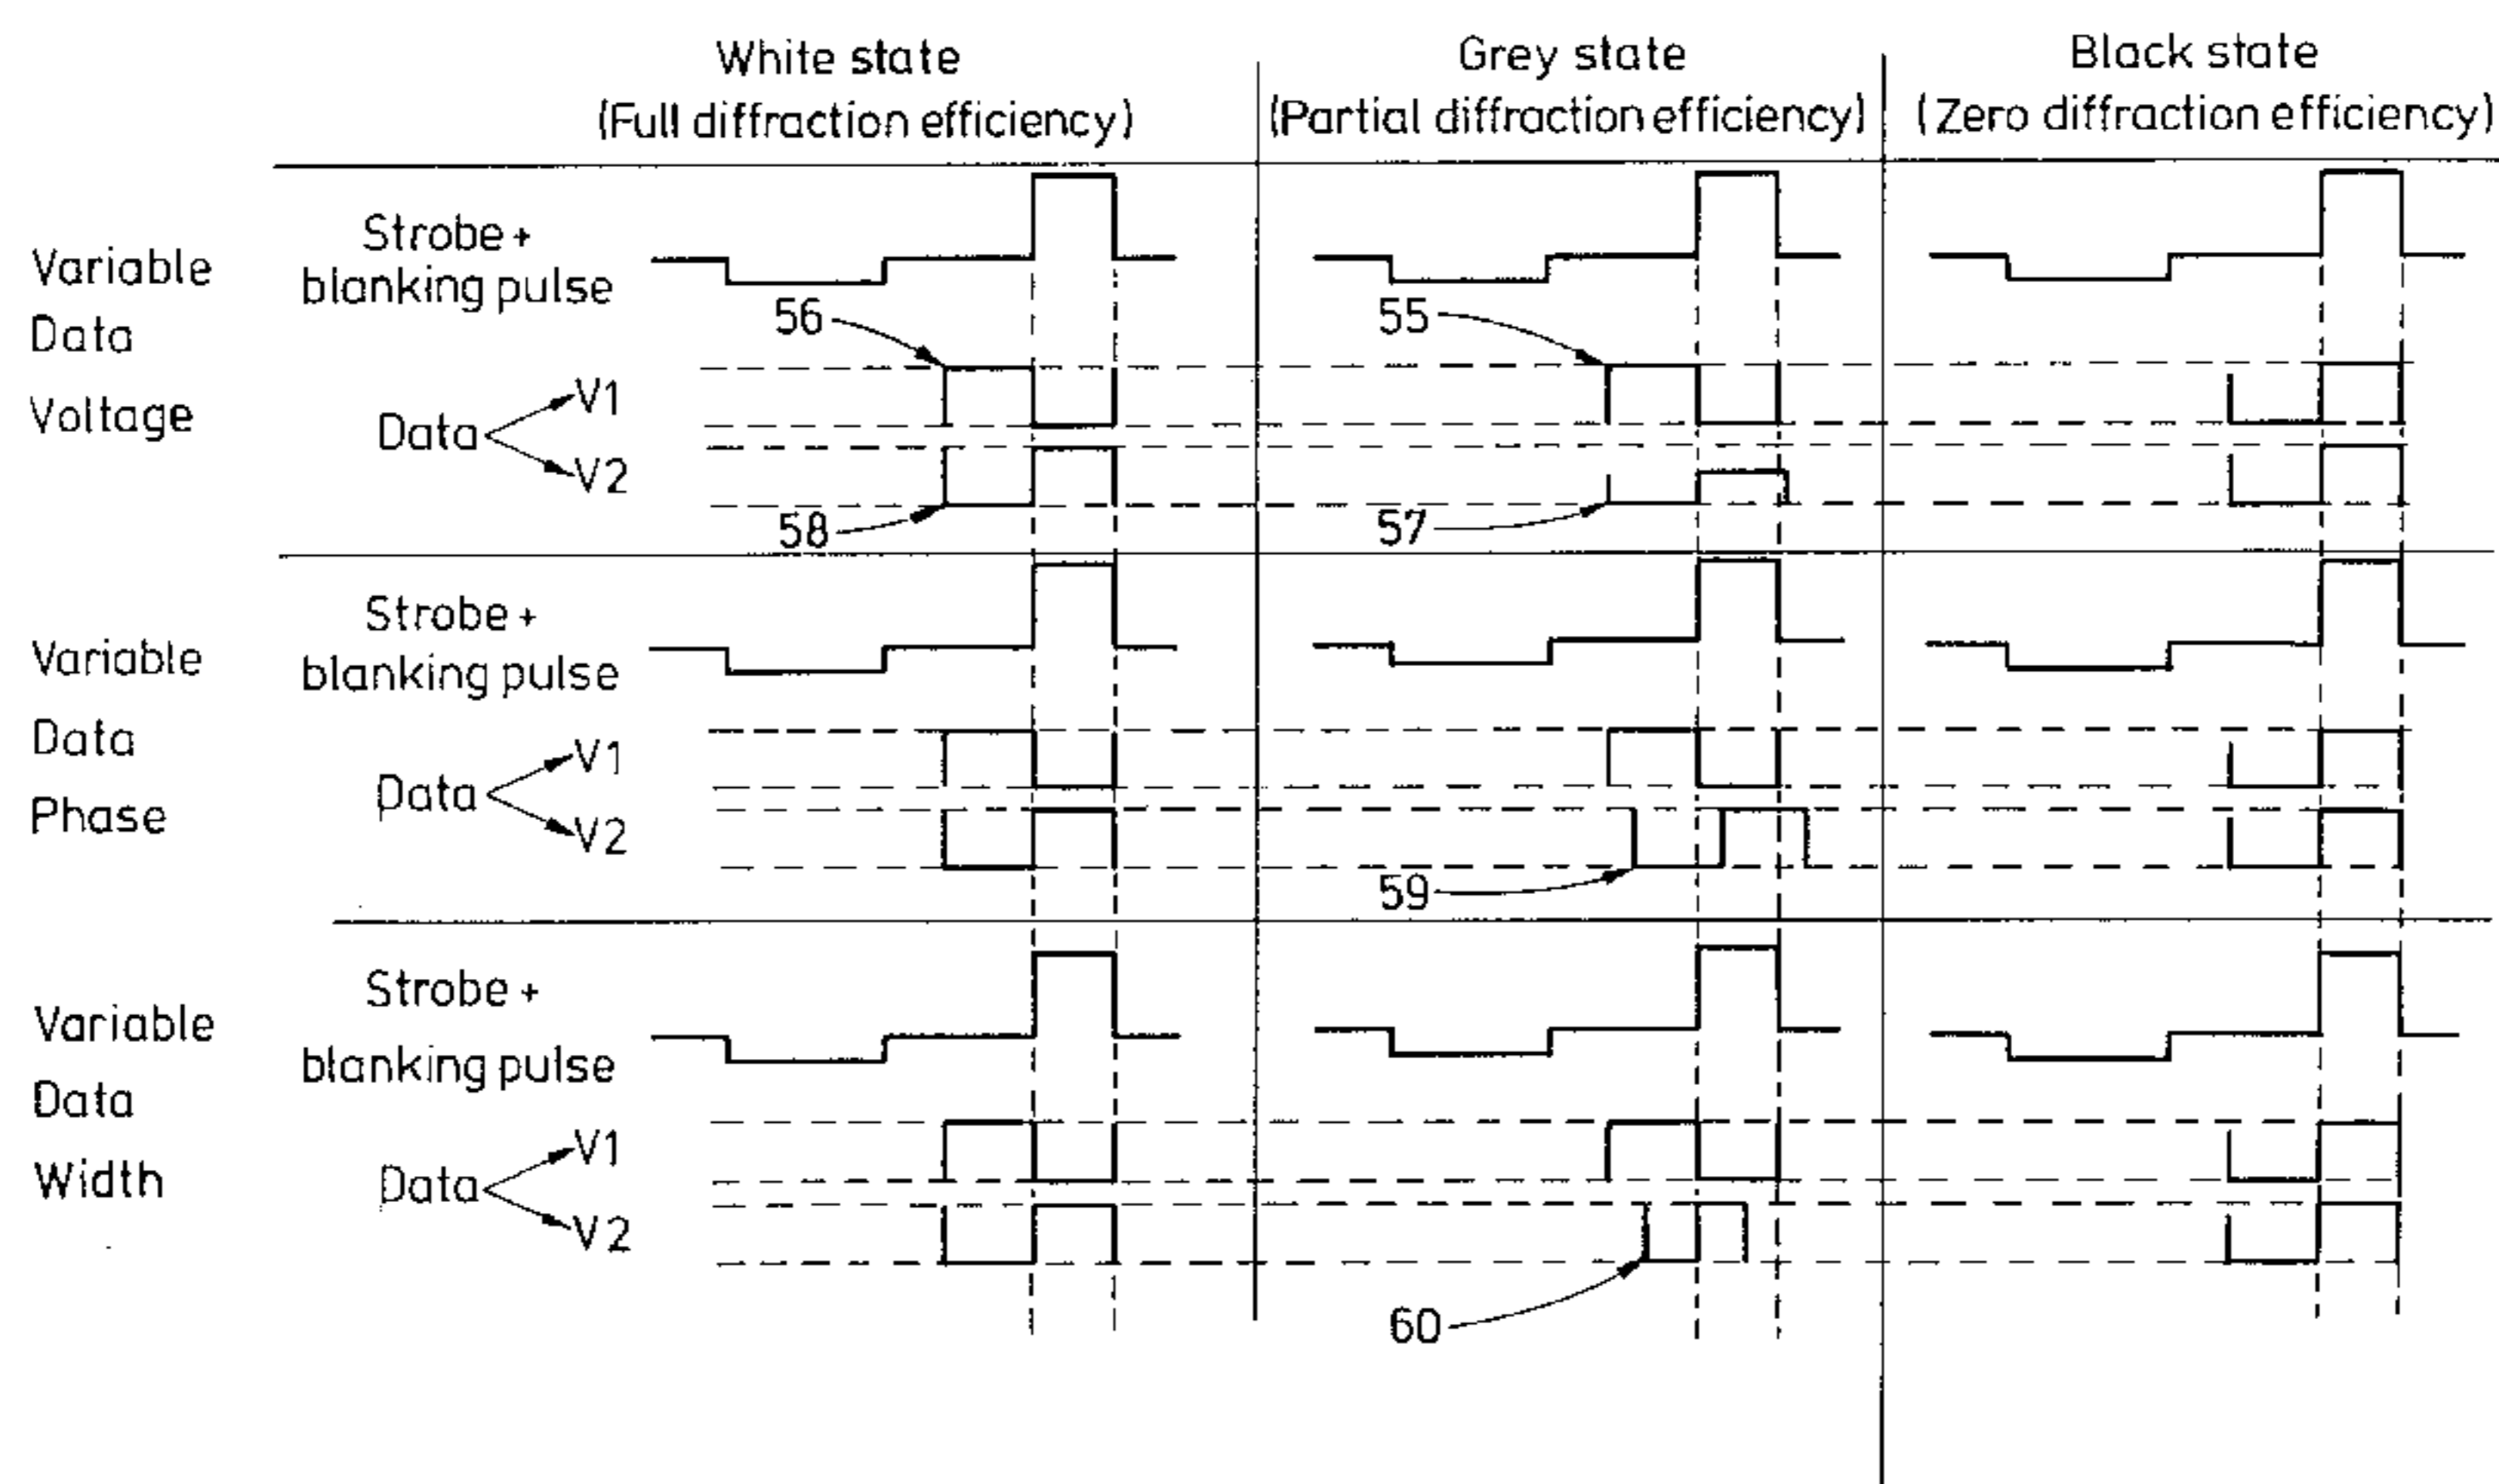 White state
(Full diffraction efficiency)
Grey state
(Partial diffraction efficiency)
Black state
(Zero diffraction efficiency)
Variable
Data
Voltage
Strobe +
blanking pulse
56
55
Data
V1
V2
58
57
Variable
Data
Phase
Strobe +
blanking pulse
Data
V1
V2
59
Variable
Data
Width
Strobe +
blanking pulse
Data
V1
V2
60